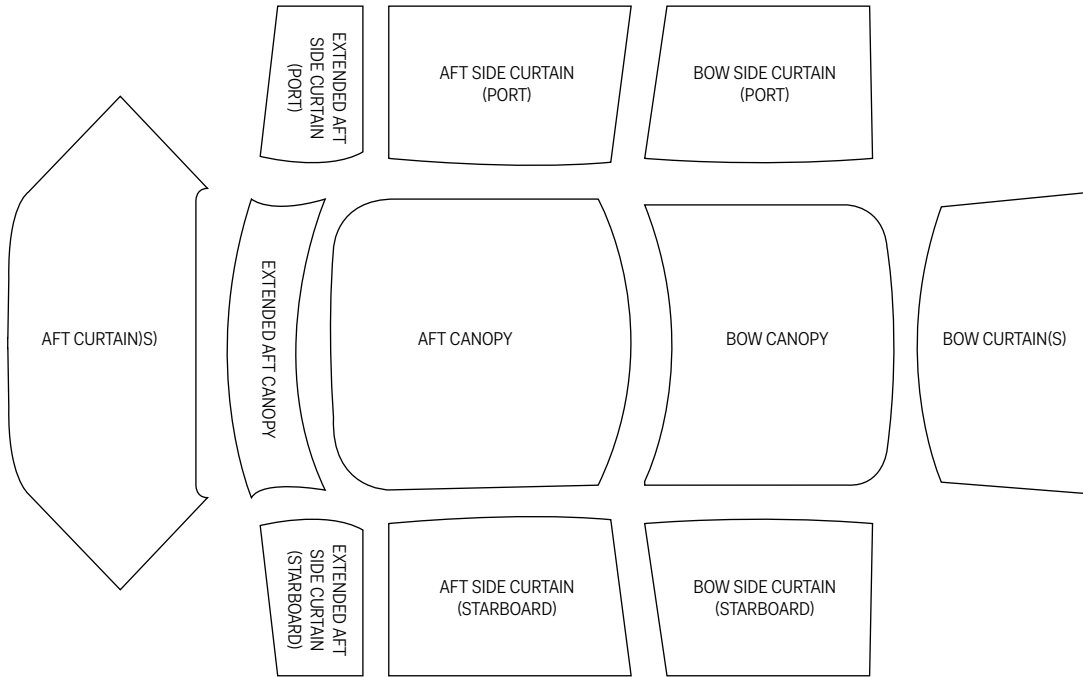 EXTENDED AFT
SIDE CURTAIN
(PORT)
AFT SIDE CURTAIN
(PORT)
BOW SIDE CURTAIN
(PORT)
AFT CURTAIN)S)
EXTENDED AFT CANOPY
AFT CANOPY
BOW CANOPY
BOW CURTAIN(S)
EXTENDED AFT
SIDE CURTAIN
(STARBOARD)
AFT SIDE CURTAIN
(STARBOARD)
BOW SIDE CURTAIN
(STARBOARD)